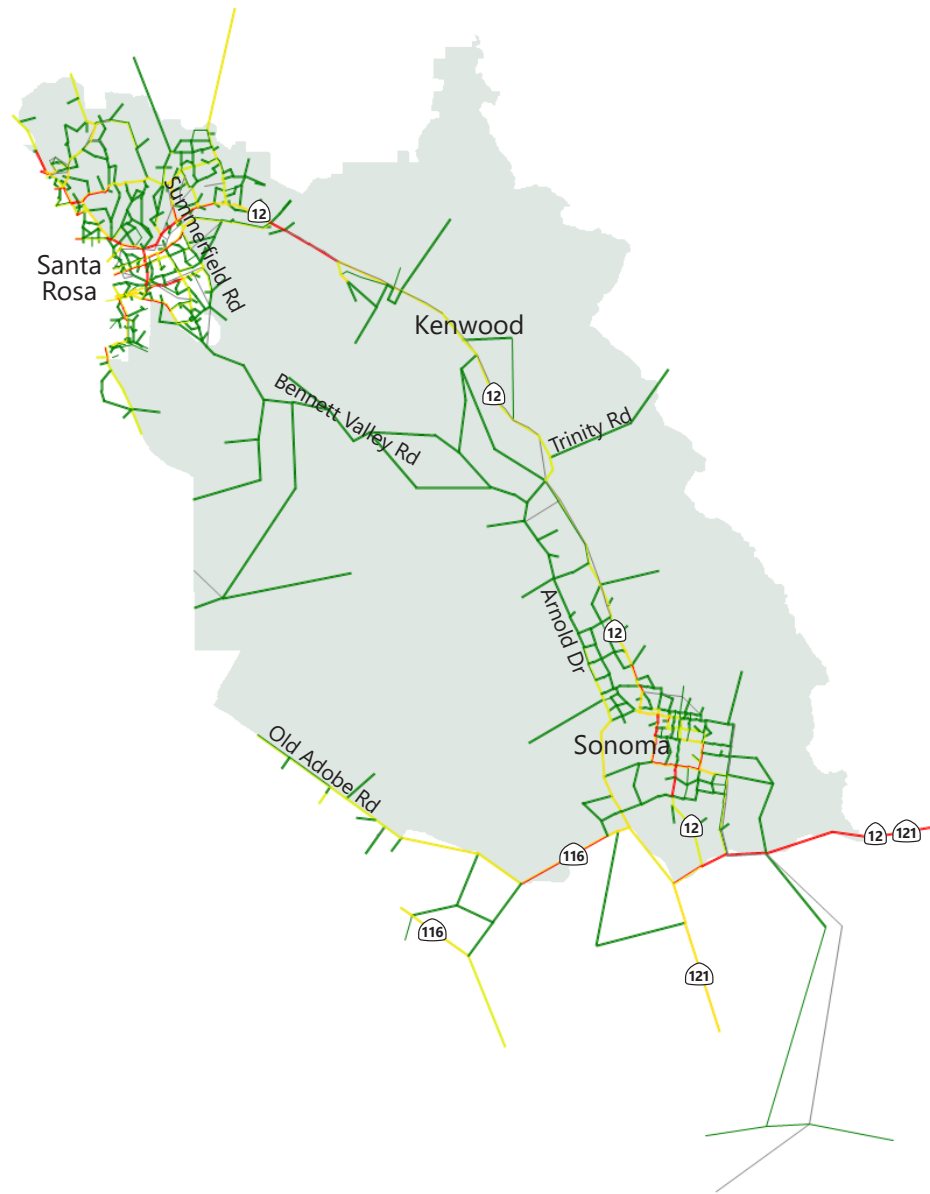 12
Summerfield Rd
Santa
Rosa
Kenwood
12
Bennett Valley Rd
Trinity Rd
Arnold Dr
12
Old Adobe Rd
Sonoma
12
12
121
116
116
121